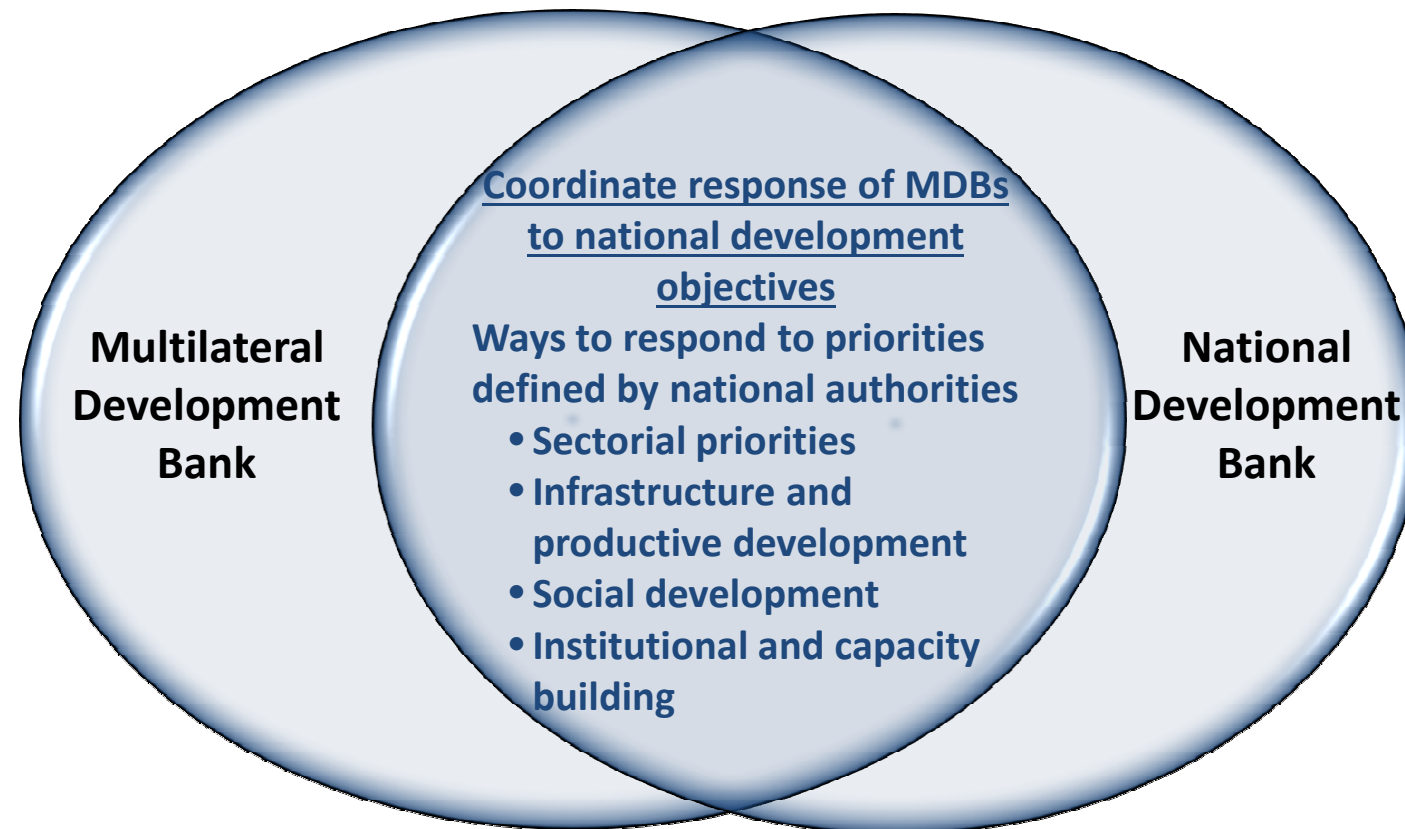 Multilateral
Development
Bank
Coordinate response of MDBs
to national development
objectives
Ways to respond to priorities
defined by national authorities
• Sectorial priorities
• Infrastructure and
productive development
• Social development
• Institutional and capacity
building
National
Development
Bank